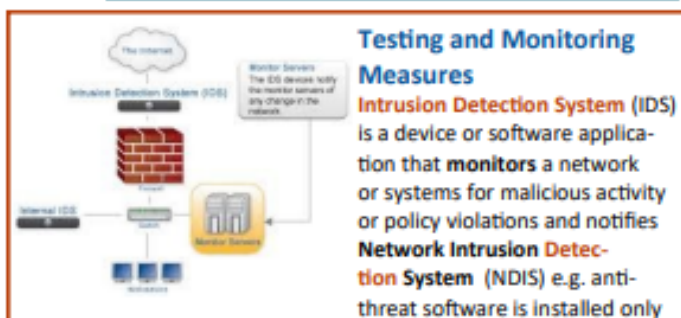 The Internet
Intrusion Detection System (IDS)
Monitor Servers
The IDS devices notify
the monitor servers of
any change in the
network.
Firewall
Internal IDS
Switch
Monitor Servers
Workstations
Testing and Monitoring
Measures
Intrusion Detection System (IDS)
is a device or software applica-
tion that monitors a network
or systems for malicious activity
or policy violations and notifies
Network Intrusion Detec-
tion System (NDIS) e.g. anti-
threat software is installed only